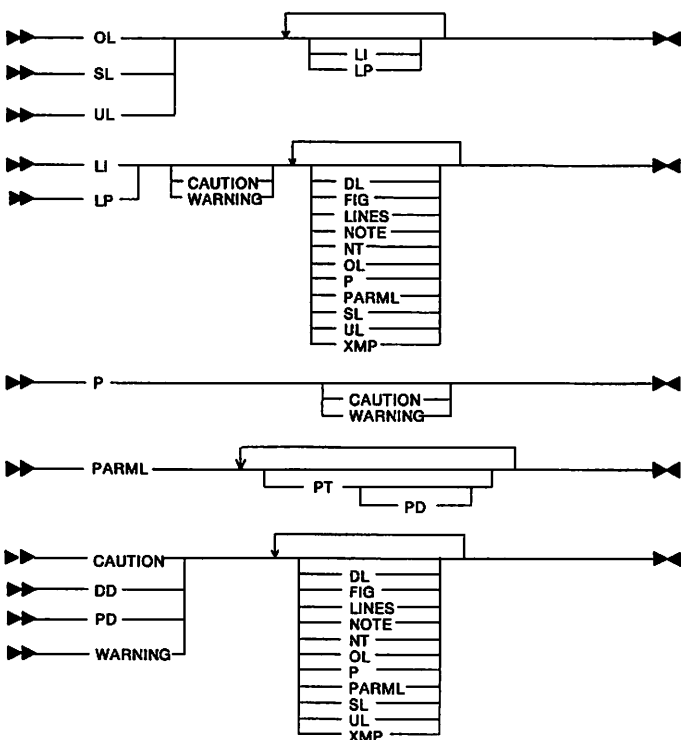 OL
LI
SL
LP
UL
LI
CAUTION
DL
LP
WARNING
FIG
LINES
NOTE
NT
OL
P
PARML
SL
UL
XMP
P
CAUTION
WARNING
PARML
PT
PD
CAUTION
DL
DD
FIG
LINES
PD
NOTE
NT
WARNING
OL
P
PARML
SL
UL
XMP